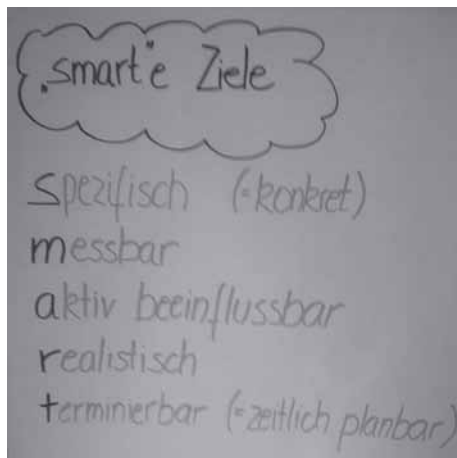 „smart"e Ziele
spezifisch (=konkret)
messbar
aktiv beeinflussbar
realistisch
terminierbar (=zeitlich planbar)